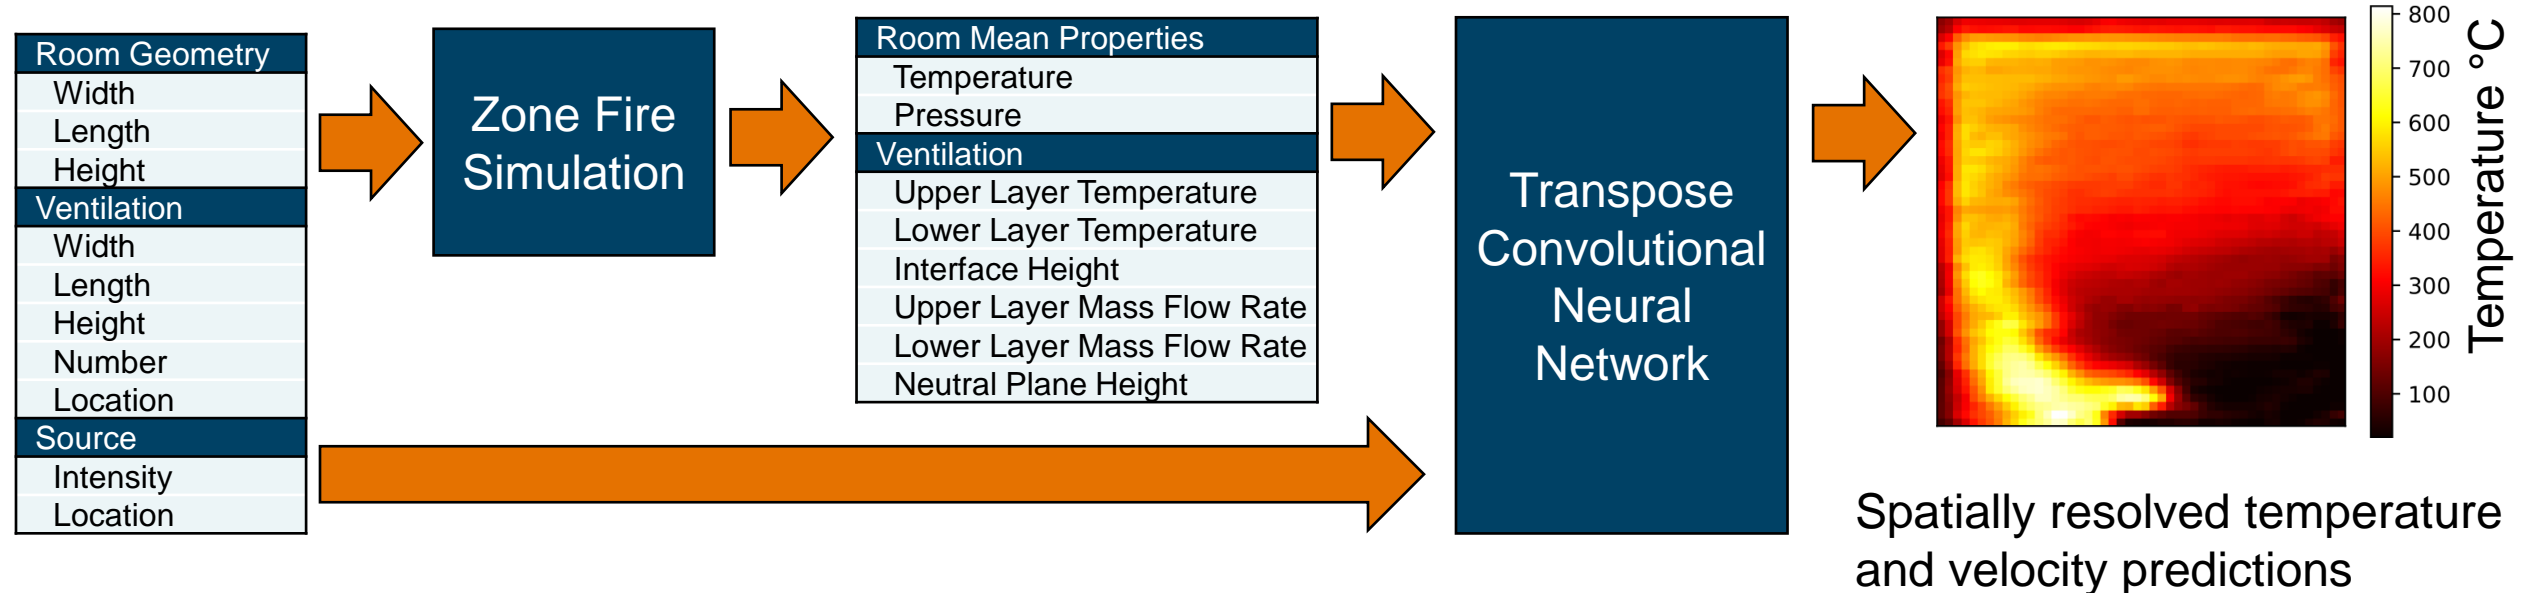 Room Geometry
Width
Length
Height
Ventilation
Width
Length
Height
Number
Location
Source
Intensity
Location
Zone Fire
Simulation
Room Mean Properties
Temperature
Pressure
Ventilation
Upper Layer Temperature
Lower Layer Temperature
Interface Height
Upper Layer Mass Flow Rate
Lower Layer Mass Flow Rate
Neutral Plane Height
Transpose
Convolutional
Neural
Network
800
700
600
500
400
300
200
100
Temperature °C
Spatially resolved temperature
and velocity predictions